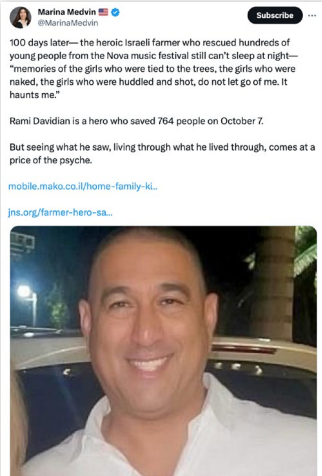 Marina Medvin
@MarinaMedvin
Subscribe
100 days later— the heroic Israeli farmer who rescued hundreds of
young people from the Nova music festival still can't sleep at night—
“memories of the girls who were tied to the trees, the girls who were
naked, the girls who were huddled and shot, do not let go of me. It
haunts me.”
Rami Davidian is a hero who saved 764 people on October 7.
But seeing what he saw, living through what he lived through, comes at a
price of the psyche.
mobile.mako.co.il/home-family-ki...
jns.org/farmer-hero-sa...